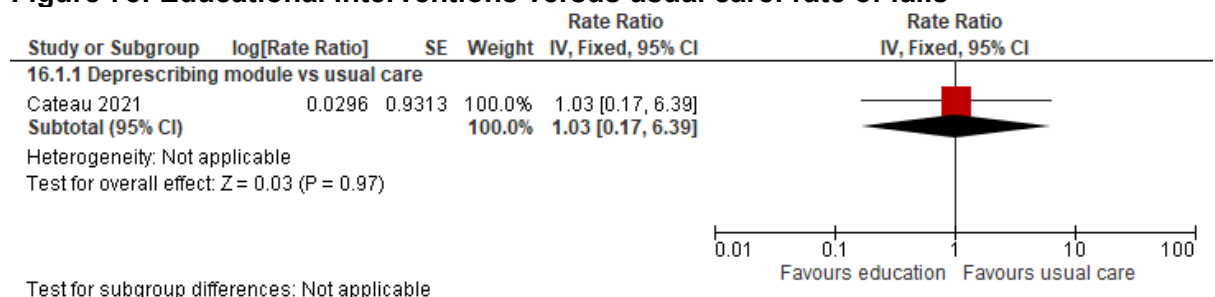 Figure 76: Educational interventions versus usual care: rate of falls
Rate Ratio Rate Ratio
Study or Subgroup log[Rate Ratio] SE Weight IV, Fixed, 95% CI IV, Fixed, 95% CI
16.1.1 Deprescribing module vs usual care
Cateau 2021 0.0296 0.9313 100.0% 1.03 [0.17, 6.39]
Subtotal (95% CI) 100.0% 1.03 [0.17, 6.39]
Heterogeneity: Not applicable
Test for overall effect: Z = 0.03 (P = 0.97)
0.01 0.1 1 10 100
Favours education Favours usual care
Test for subgroup differences: Not applicable